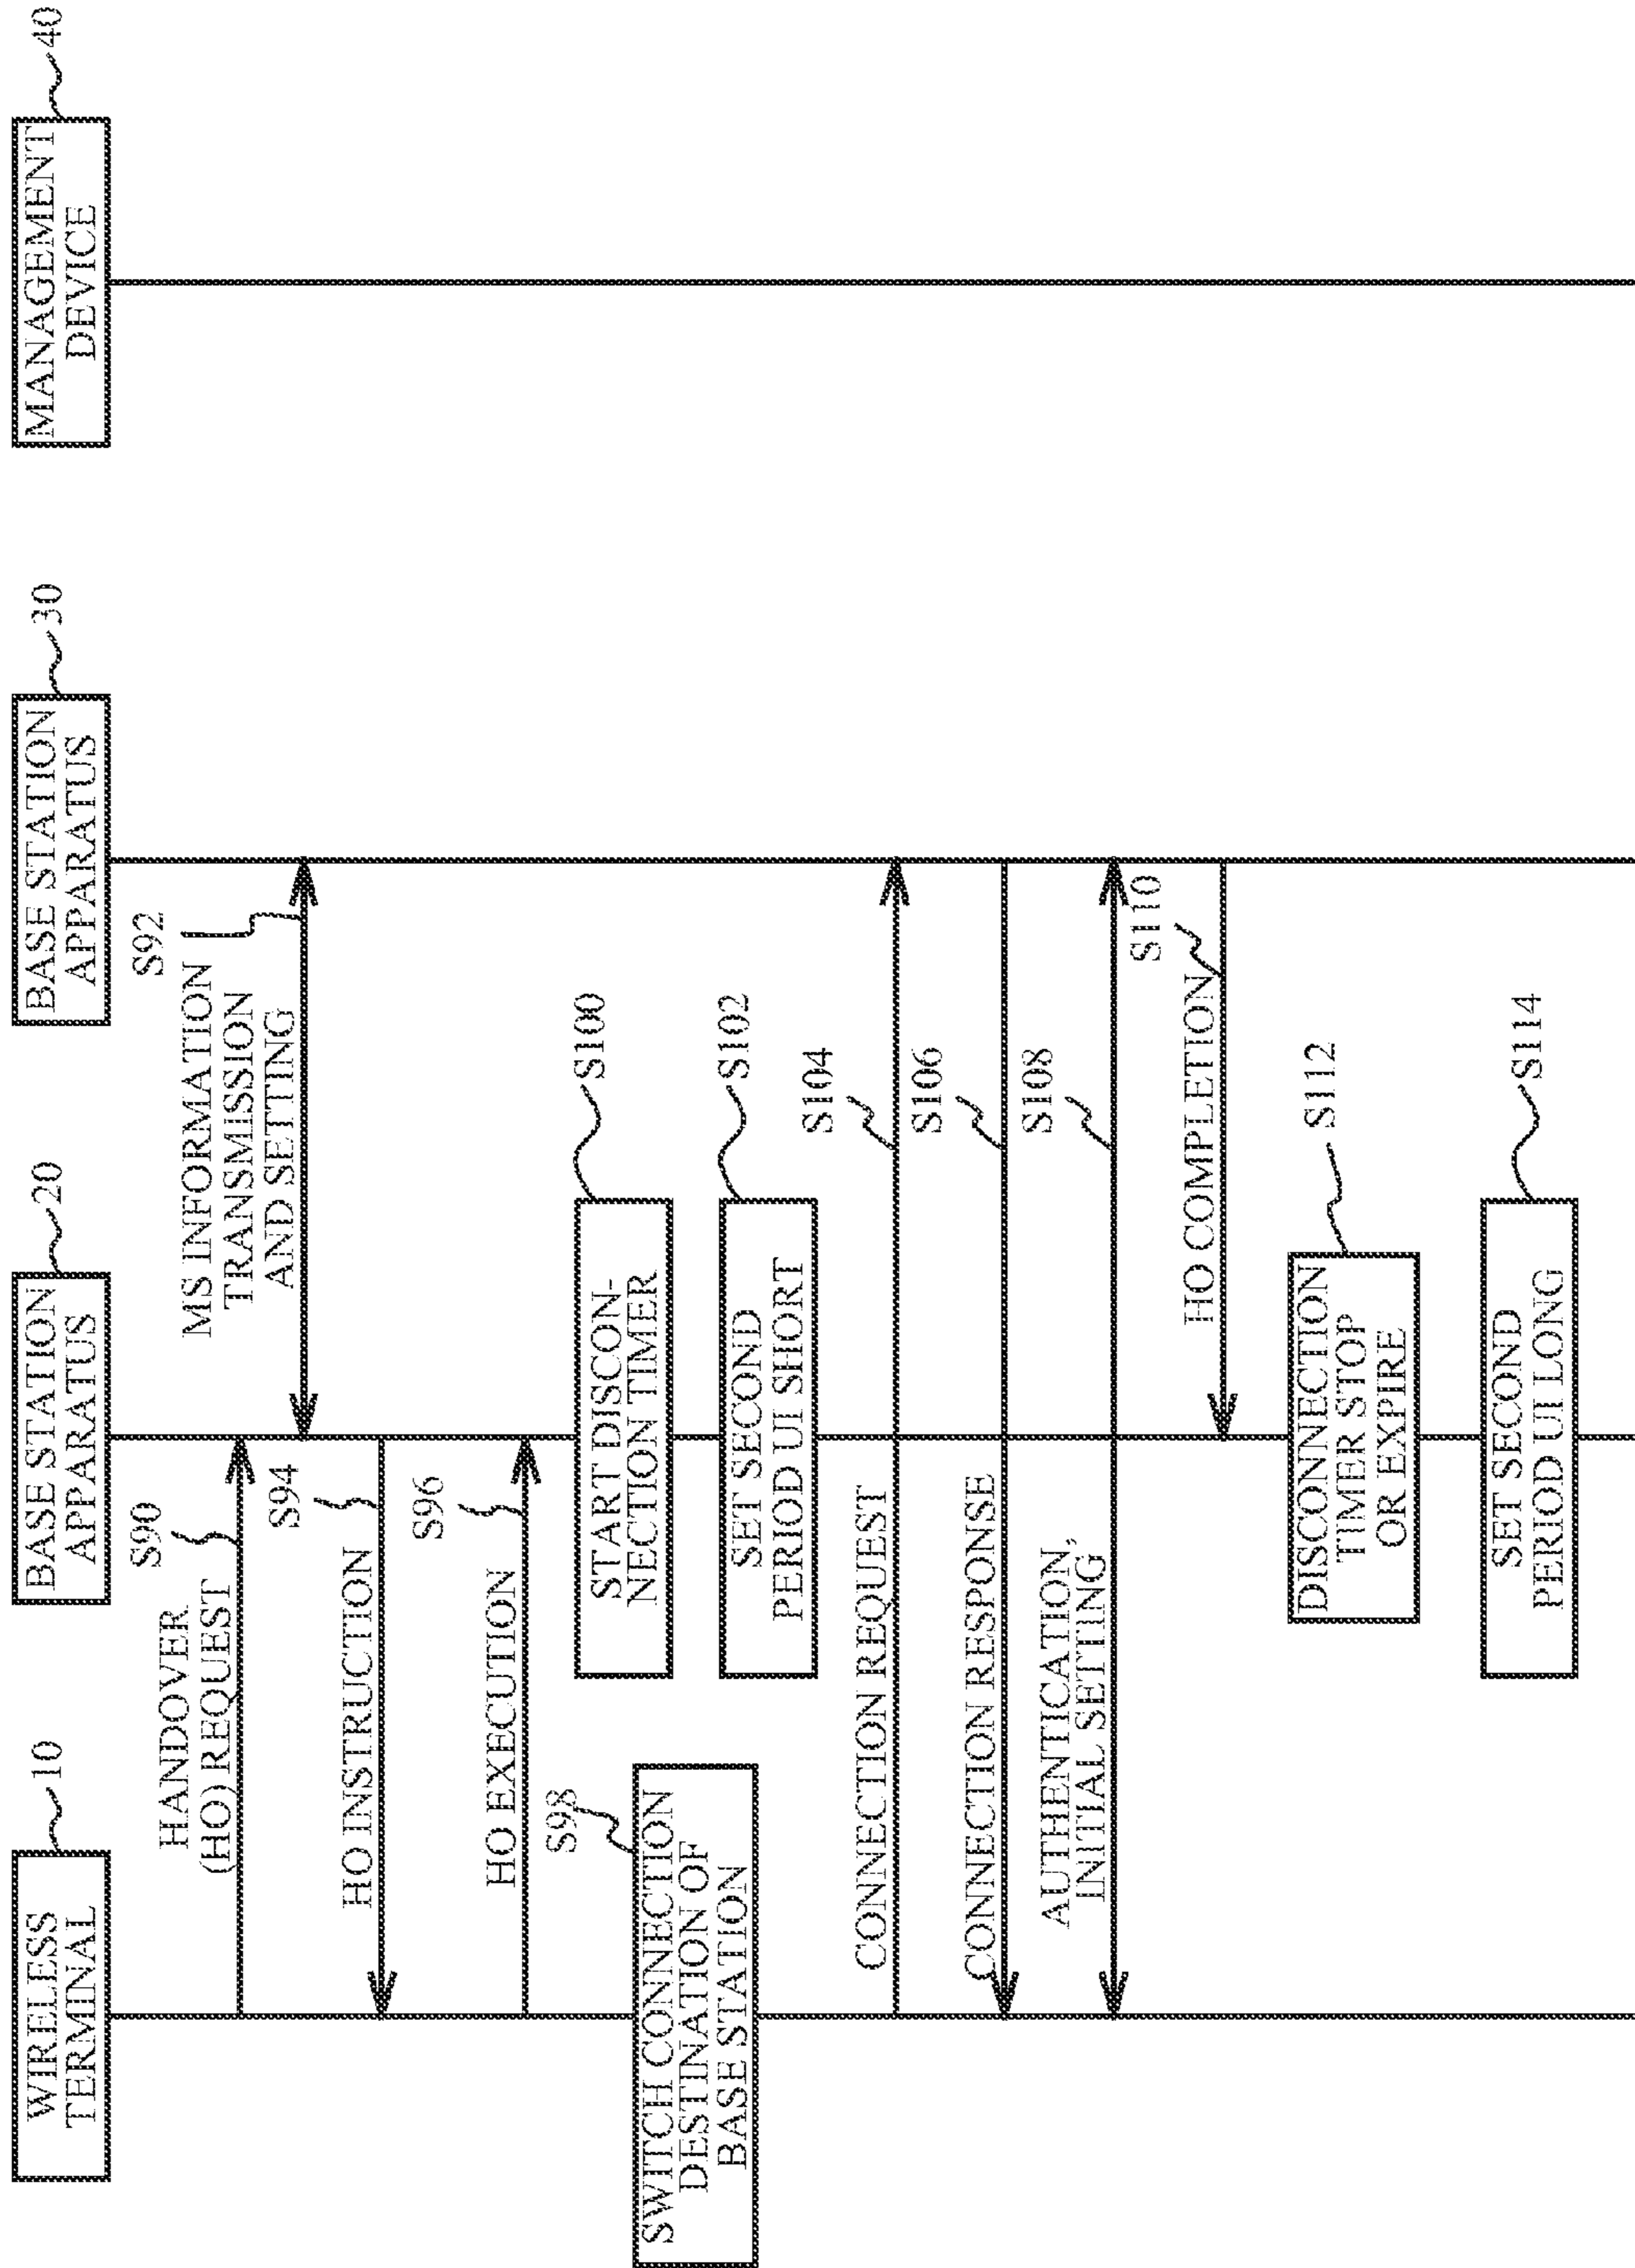 WIRELESS
TERMINAL
10
BASE STATION
APPARATUS
20
BASE STATION
APPARATUS
30
MANAGEMENT
DEVICE
40
HANDOVER
(HO) REQUEST
S90
MS INFORMATION
TRANSMISSION
AND SETTING
S92
HO INSTRUCTION
S94
HO EXECUTION
S96
SWITCH CONNECTION
DESTINATION OF
BASE STATION
S98
START DISCON-
NECTION TIMER
S100
SET SECOND
PERIOD UI SHORT
S102
CONNECTION REQUEST
S104
CONNECTION RESPONSE
S106
AUTHENTICATION,
INITIAL SETTING
S108
HO COMPLETION
S110
DISCONNECTION
TIMER STOP
OR EXPIRE
S112
SET SECOND
PERIOD UI LONG
S114